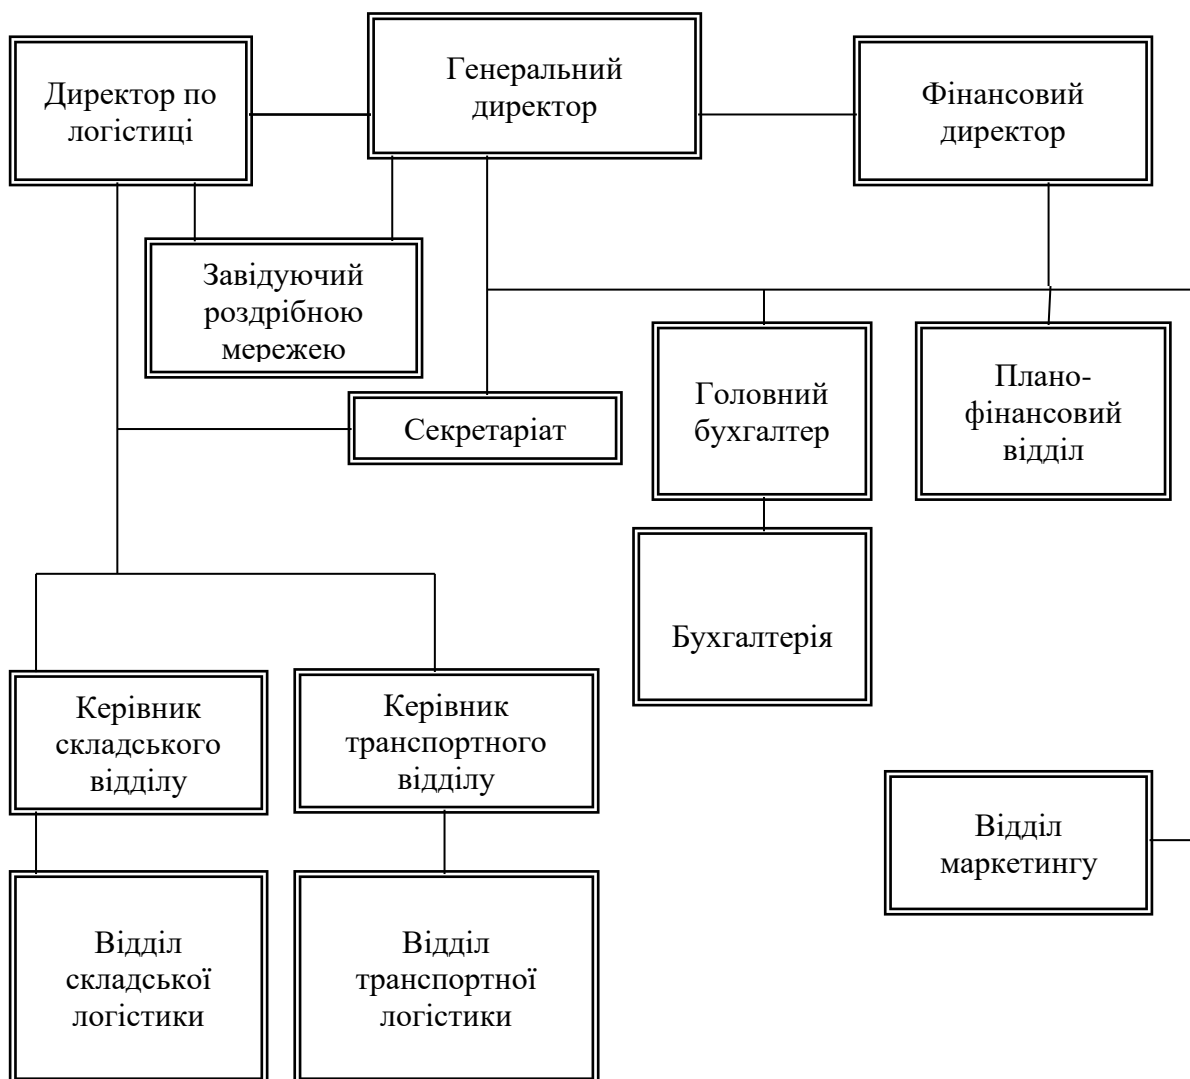 Директор по
логістиці
Генеральний
директор
Фінансовий
директор
Завідуючий
роздрібною
мережею
Секретаріат
Головний
бухгалтер
Плано-
фінансовий
відділ
Бухгалтерія
Керівник
складського
відділу
Керівник
транспортного
відділу
Відділ
маркетингу
Відділ
складської
логістики
Відділ
транспортної
логістики